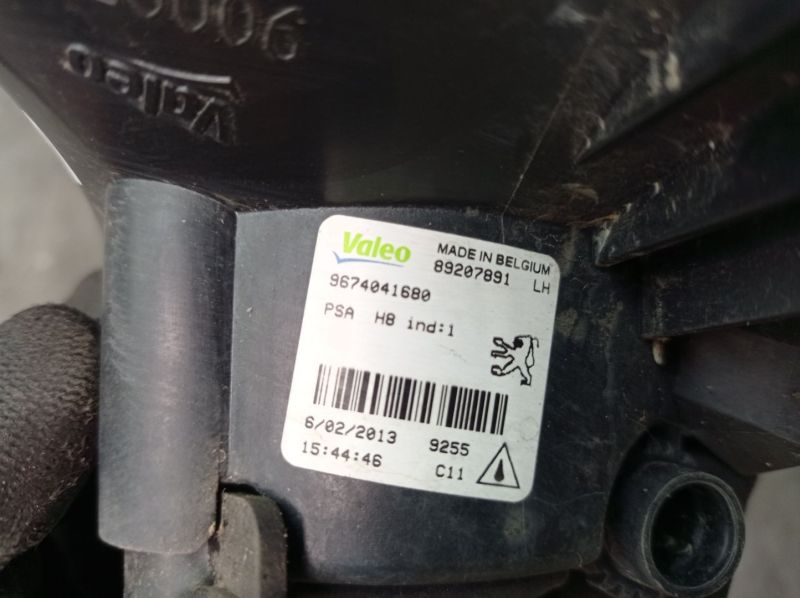 Valeo
Valeo
MADE IN BELGIUM
89207891 LH
9674041680
PSA H8 ind:1
6/02/2013 9255
15:44:46 C11